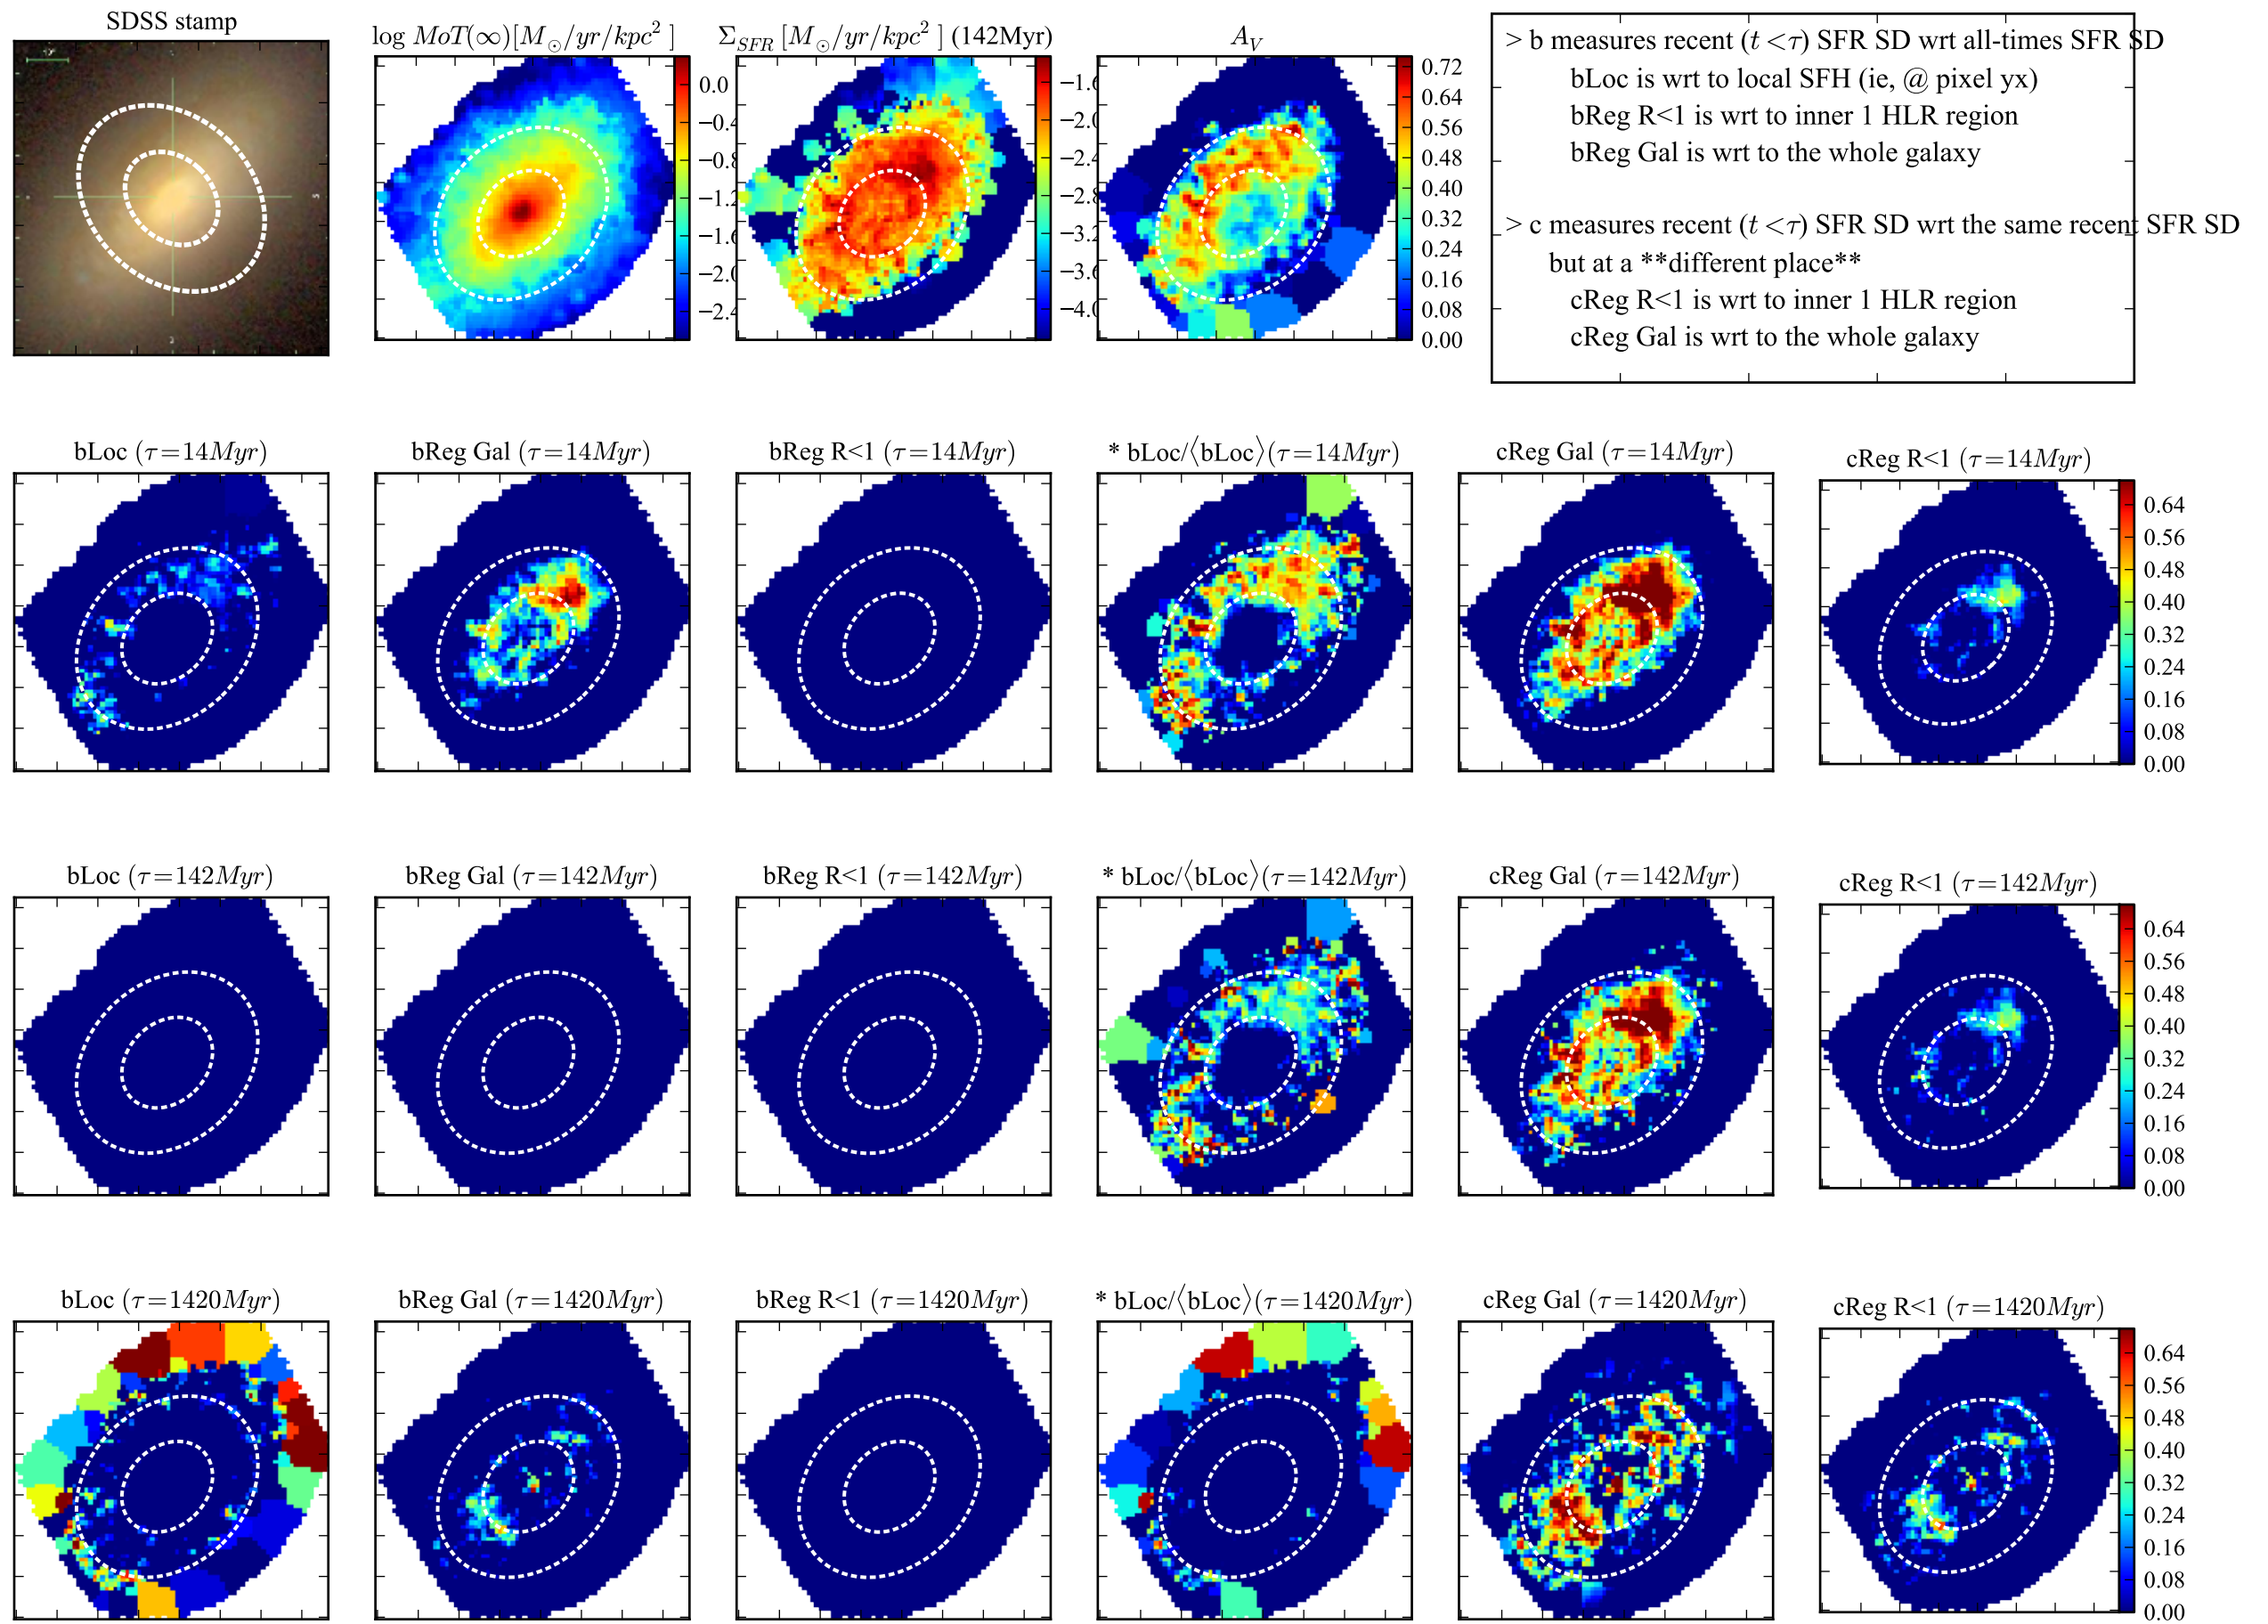 SDSS stamp
log MoT(∞)[M⊙/yr/kpc² ]
Σ_SFR [M⊙/yr/kpc² ] (142Myr)
A_V
0.0
−0.4
−0.8
−1.2
−1.6
−2.0
−2.4
−1.6
−2.0
−2.4
−2.8
−3.2
−3.6
−4.0
0.72
0.64
0.56
0.48
0.40
0.32
0.24
0.16
0.08
0.00
> b measures recent (t <τ) SFR SD wrt all-times SFR SD
bLoc is wrt to local SFH (ie, @ pixel yx)
bReg R<1 is wrt to inner 1 HLR region
bReg Gal is wrt to the whole galaxy
> c measures recent (t <τ) SFR SD wrt the same recent SFR SD
but at a **different place**
cReg R<1 is wrt to inner 1 HLR region
cReg Gal is wrt to the whole galaxy
bLoc (τ=14Myr)
bReg Gal (τ=14Myr)
bReg R<1 (τ=14Myr)
* bLoc/⟨bLoc⟩(τ=14Myr)
cReg Gal (τ=14Myr)
cReg R<1 (τ=14Myr)
0.64
0.56
0.48
0.40
0.32
0.24
0.16
0.08
0.00
bLoc (τ=142Myr)
bReg Gal (τ=142Myr)
bReg R<1 (τ=142Myr)
* bLoc/⟨bLoc⟩(τ=142Myr)
cReg Gal (τ=142Myr)
cReg R<1 (τ=142Myr)
0.64
0.56
0.48
0.40
0.32
0.24
0.16
0.08
0.00
bLoc (τ=1420Myr)
bReg Gal (τ=1420Myr)
bReg R<1 (τ=1420Myr)
* bLoc/⟨bLoc⟩(τ=1420Myr)
cReg Gal (τ=1420Myr)
cReg R<1 (τ=1420Myr)
0.64
0.56
0.48
0.40
0.32
0.24
0.16
0.08
0.00